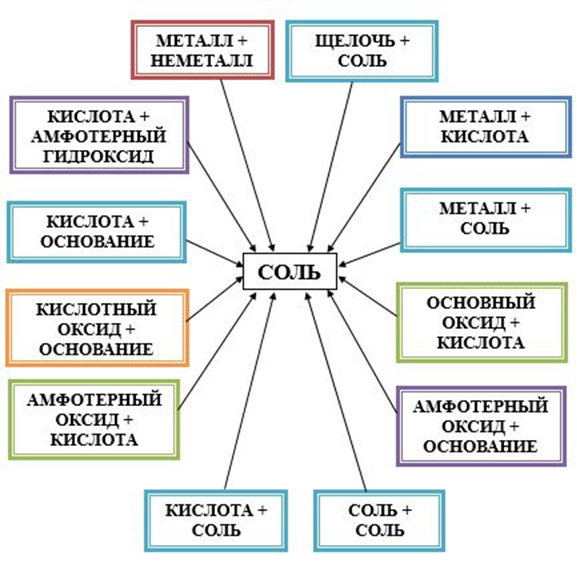 МЕТАЛЛ +
НЕМЕТАЛЛ
ЩЕЛОЧЬ +
СОЛЬ
КИСЛОТА +
АМФОТЕРНЫЙ
ГИДРОКСИД
МЕТАЛЛ +
КИСЛОТА
КИСЛОТА +
ОСНОВАНИЕ
МЕТАЛЛ +
СОЛЬ
СОЛЬ
КИСЛОТНЫЙ
ОКСИД +
ОСНОВАНИЕ
ОСНОВНЫЙ
ОКСИД +
КИСЛОТА
АМФОТЕРНЫЙ
ОКСИД +
КИСЛОТА
АМФОТЕРНЫЙ
ОКСИД +
ОСНОВАНИЕ
КИСЛОТА +
СОЛЬ
СОЛЬ +
СОЛЬ